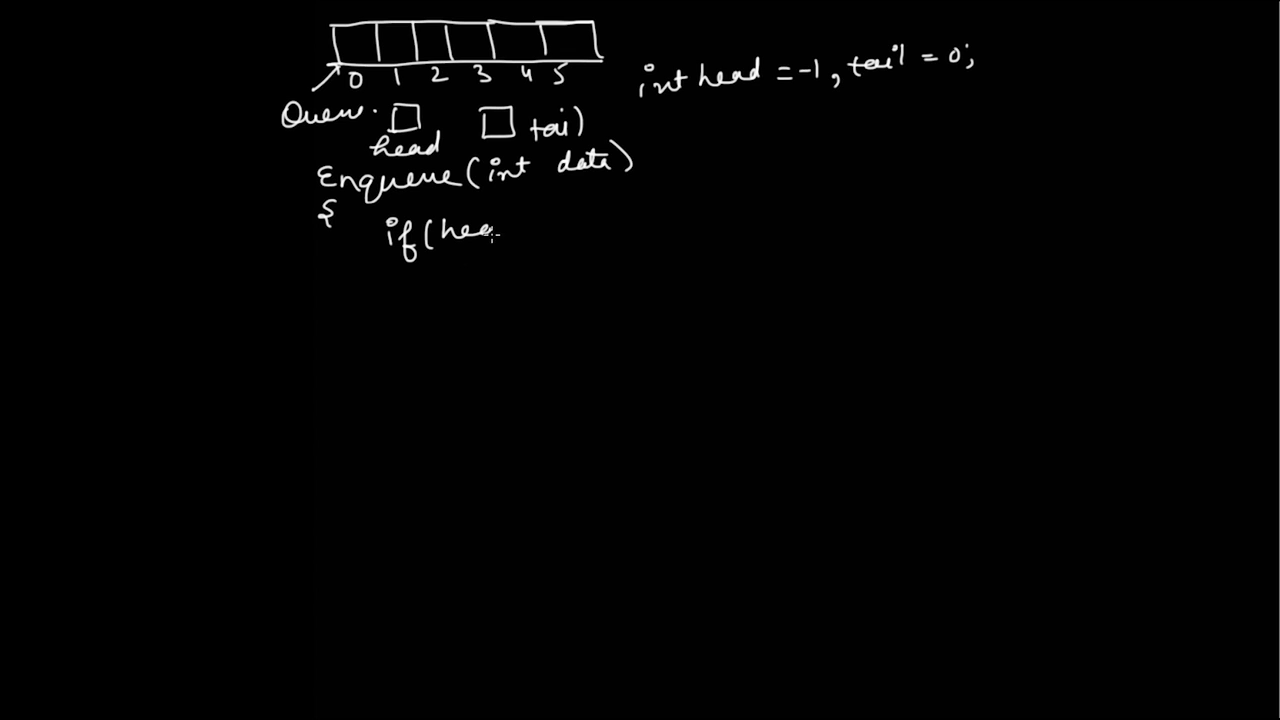 0 1 2 3 4 5
int head = -1, tail = 0;
Queue.
head
tail
Enqueue(int data)
{
if(hea